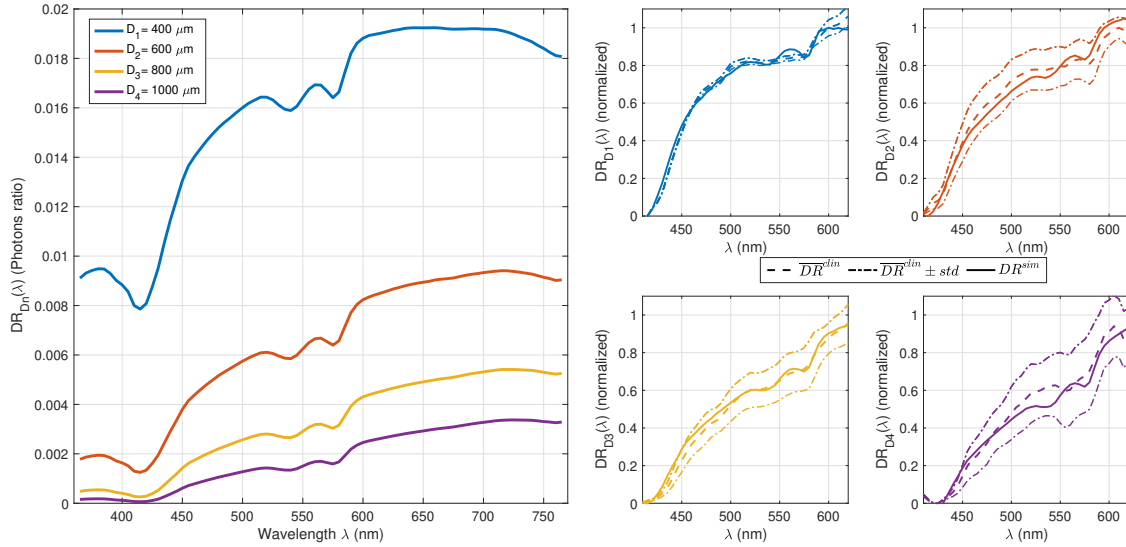 D1= 400 μm
D2= 600 μm
D3= 800 μm
D4= 1000 μm
0.02
0.018
0.016
0.014
0.012
0.01
0.008
0.006
0.004
0.002
0
DRDn(λ) (Photons ratio)
400 450 500 550 600 650 700 750
Wavelength λ (nm)
1
0.8
0.6
0.4
0.2
0
DRD1(λ) (normalized)
450 500 550 600
λ (nm)
1
0.8
0.6
0.4
0.2
0
DRD2(λ) (normalized)
450 500 550 600
λ (nm)
DR clin DR clin ± std DR sim
1
0.8
0.6
0.4
0.2
0
DRD3(λ) (normalized)
450 500 550 600
λ (nm)
1
0.8
0.6
0.4
0.2
0
DRD4(λ) (normalized)
450 500 550 600
λ (nm)